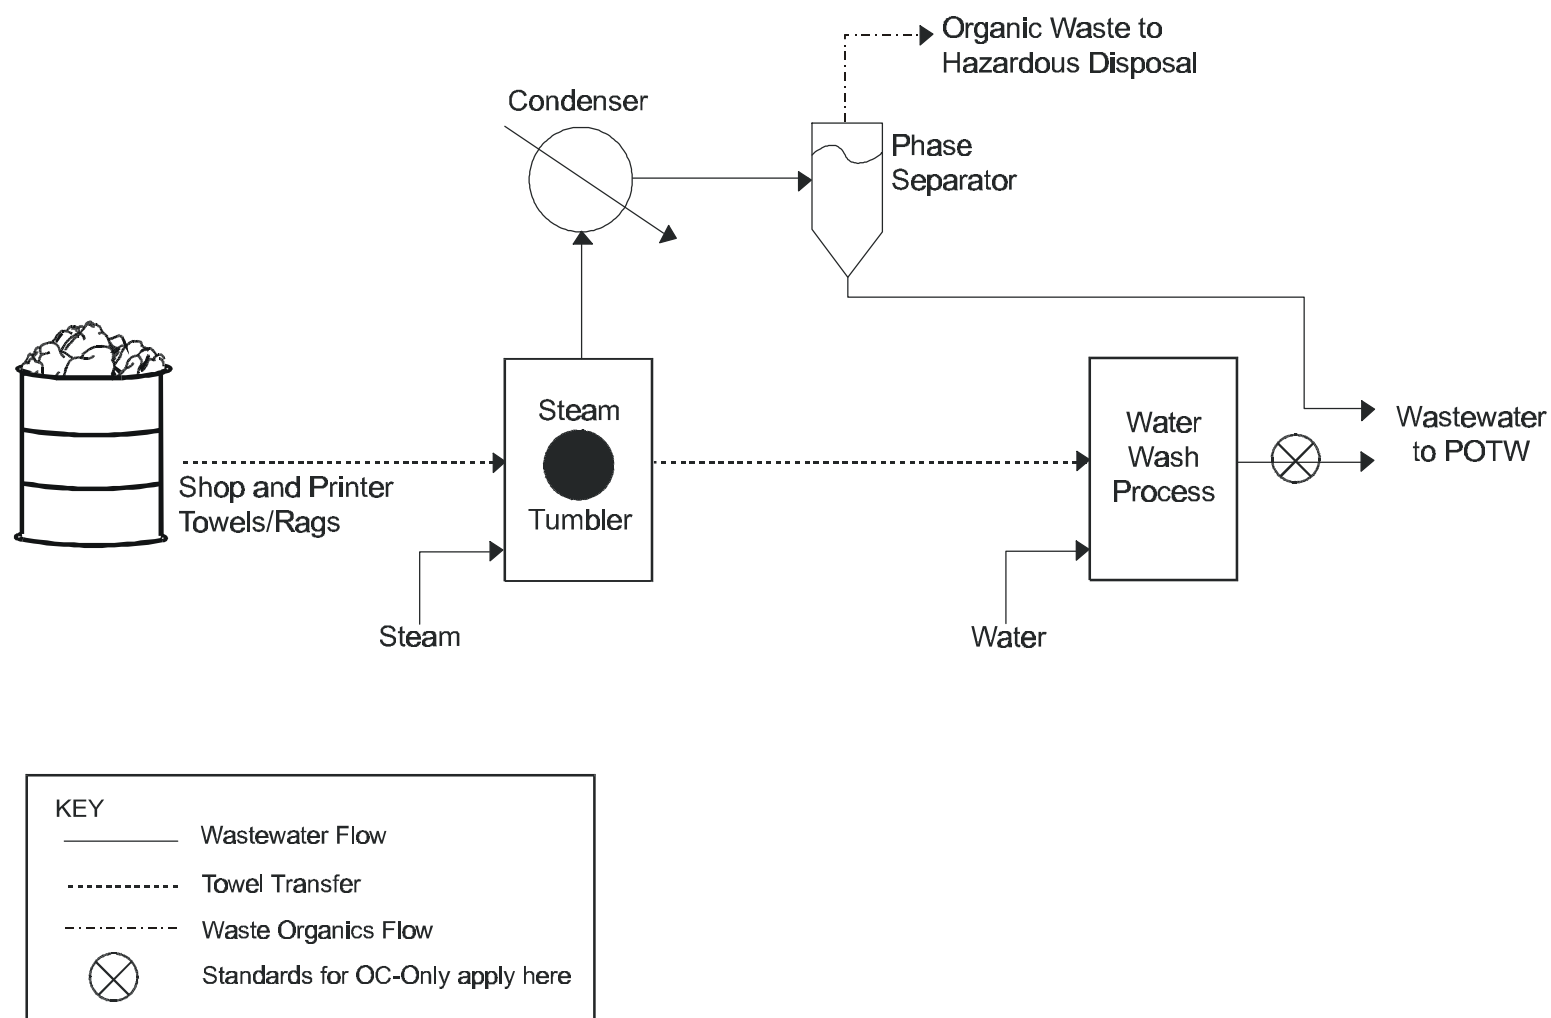 Organic Waste to
Hazardous Disposal
Condenser
Phase
Separator
Steam
Tumbler
Water
Wash
Process
Wastewater
to POTW
Shop and Printer
Towels/Rags
Steam
Water
KEY
Wastewater Flow
Towel Transfer
Waste Organics Flow
Standards for OC-Only apply here